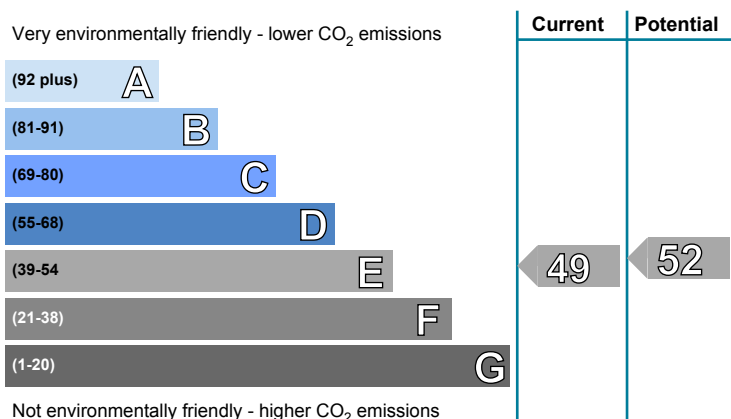 Current Potential
Very environmentally friendly - lower CO₂ emissions
(92 plus) A
(81-91) B
(69-80) C
(55-68) D
(39-54 E 49 52
(21-38) F
(1-20) G
Not environmentally friendly - higher CO₂ emissions